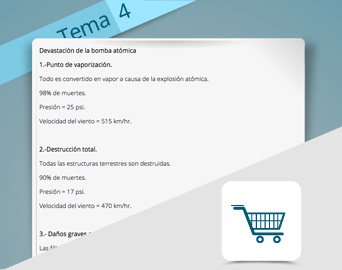 Tema 4
Devastación de la bomba atómica
1.-Punto de vaporización.
Todo es convertido en vapor a causa de la explosión atómica.
98% de muertes.
Presión = 25 psi.
Velocidad del viento = 515 km/hr.
2.-Destrucción total.
Todas las estructuras terrestres son destruidas.
90% de muertes.
Presión = 17 psi.
Velocidad del viento = 470 km/hr.
3.- Daños graves
Las